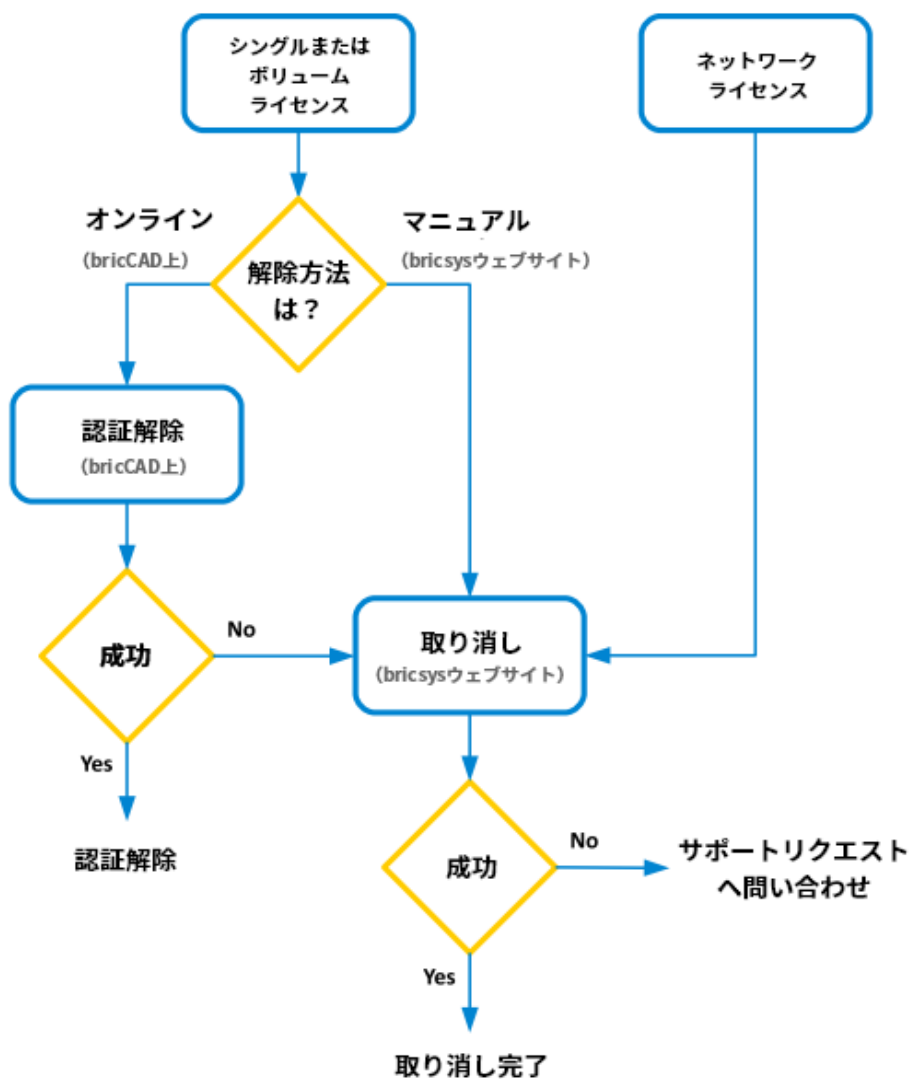 シングルまたは
ボリューム
ライセンス
ネットワーク
ライセンス
オンライン
(bricCAD上)
マニュアル
(bricsysウェブサイト)
解除方法
は？
認証解除
(bricCAD上)
成功
No
Yes
認証解除
取り消し
(bricsysウェブサイト)
成功
No
サポートリクエスト
へ問い合わせ
Yes
取り消し完了